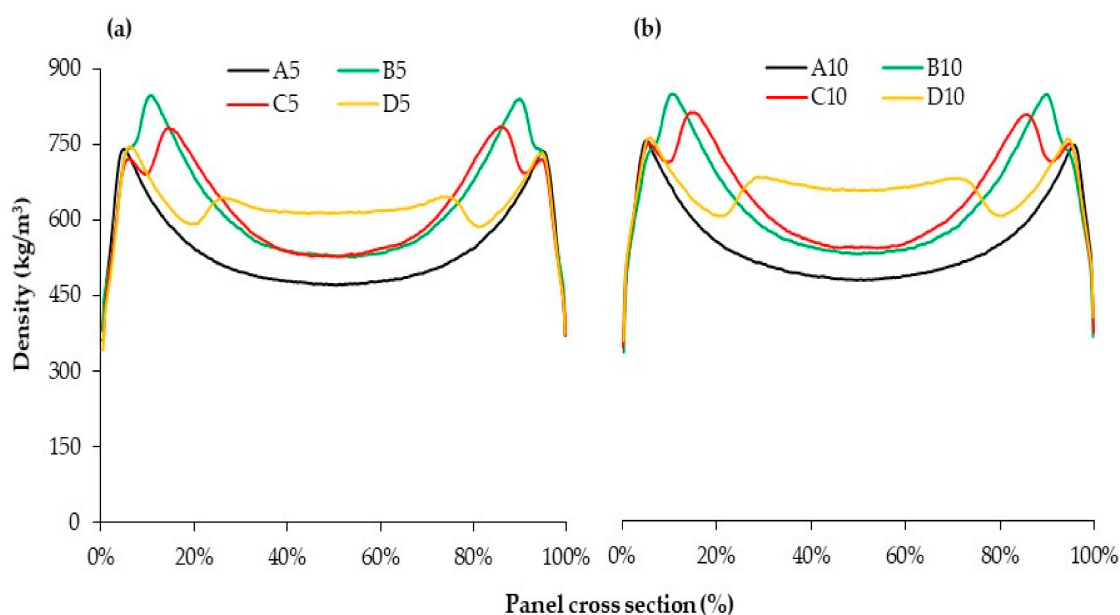 (a)
(b)
A5
B5
C5
D5
A10
B10
C10
D10
Density (kg/m³)
900
750
600
450
300
150
0
0%
20%
40%
60%
80%
100%
0%
20%
40%
60%
80%
100%
Panel cross section (%)